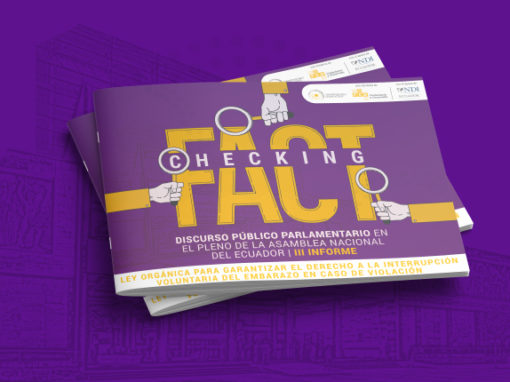 NDI
ECUADOR
FACT
CHECKING
DISCURSO PÚBLICO PARLAMENTARIO EN
EL PLENO DE LA ASAMBLEA NACIONAL
DEL ECUADOR | III INFORME
LEY ORGÁNICA PARA GARANTIZAR EL DERECHO A LA INTERRUPCIÓN
VOLUNTARIA DEL EMBARAZO EN CASO DE VIOLACIÓN